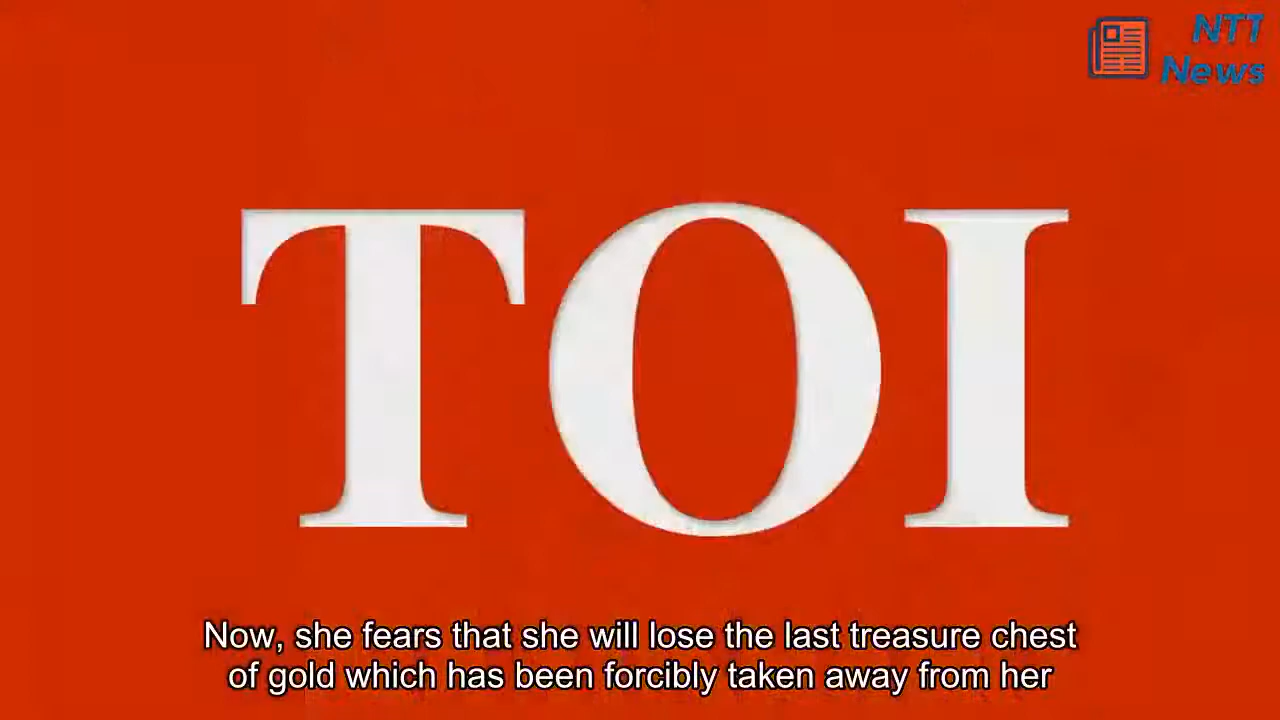 NTT
News
TOI
Now, she fears that she will lose the last treasure chest
of gold which has been forcibly taken away from her